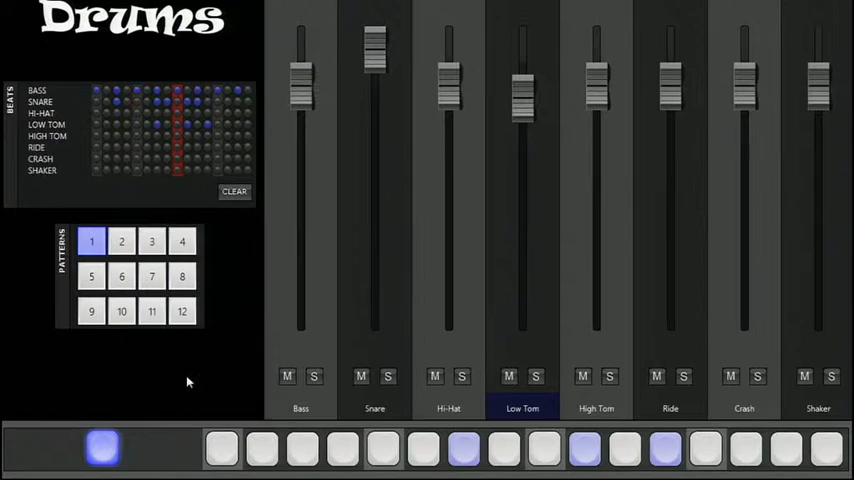 Drums
BEATS
BASS
SNARE
HI-HAT
LOW TOM
HIGH TOM
RIDE
CRASH
SHAKER
CLEAR
PATTERNS
1 2 3 4
5 6 7 8
9 10 11 12
M S M S M S M S M S M S M S M S
Bass Snare Hi-Hat Low Tom High Tom Ride Crash Shaker